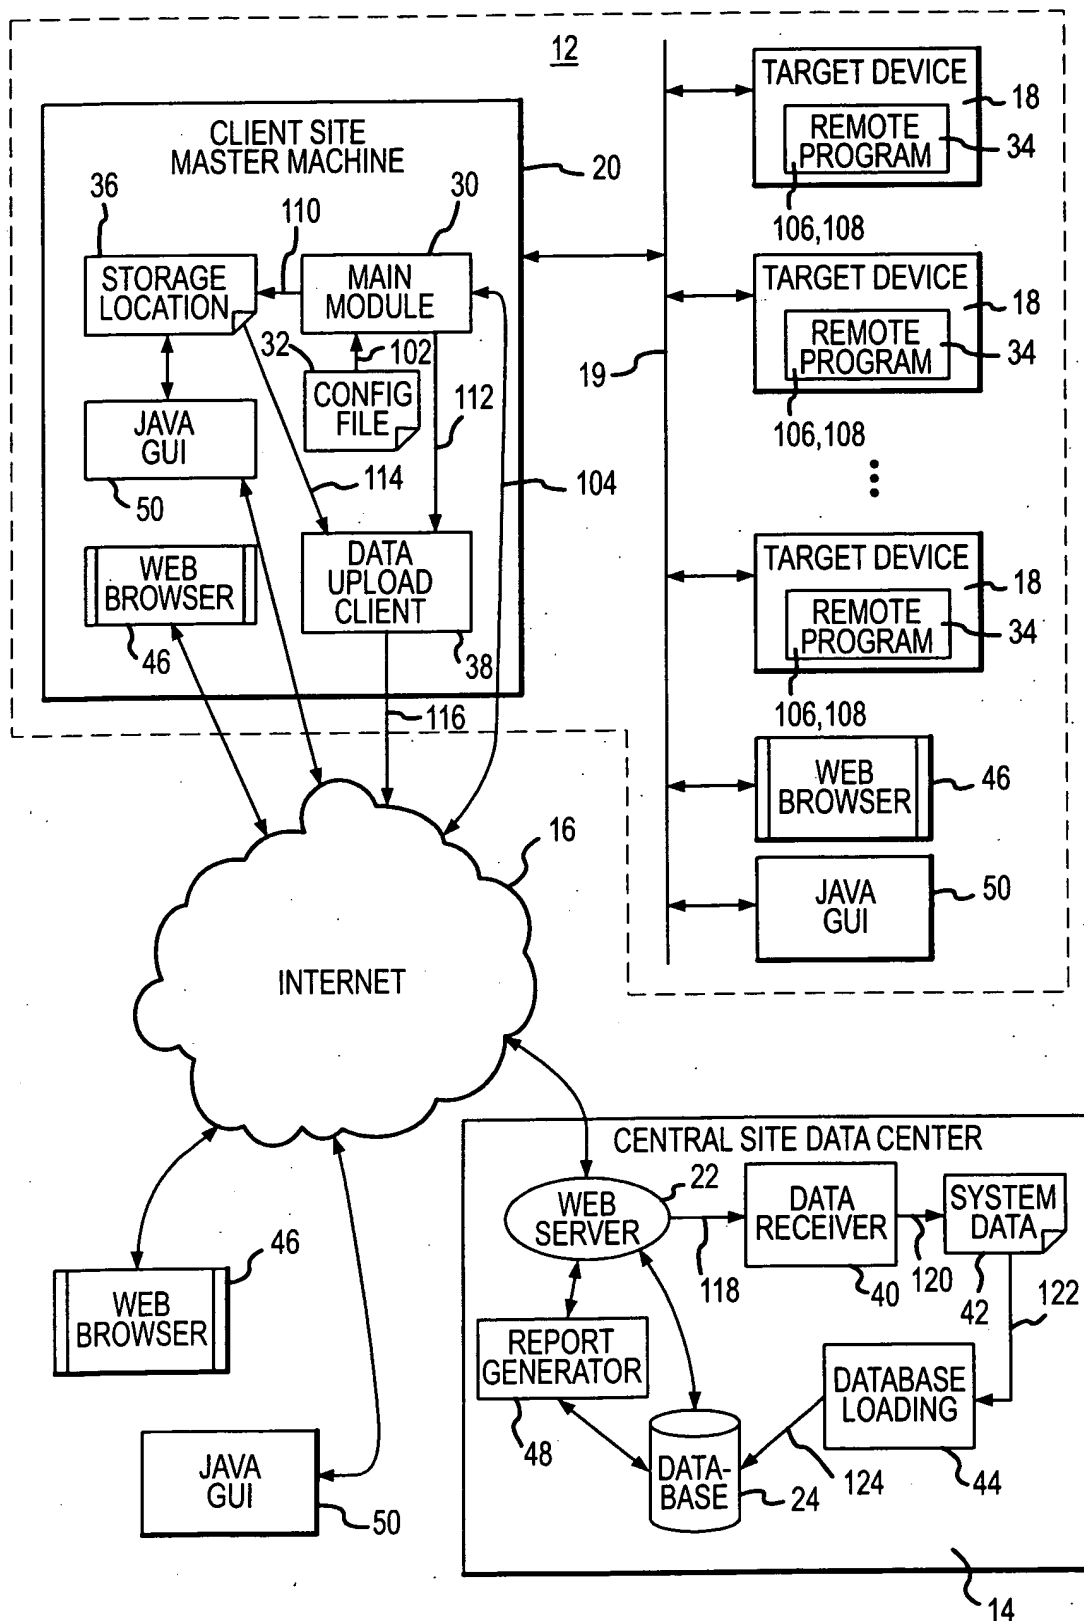 12
CLIENT SITE
MASTER MACHINE
20
36
110
30
STORAGE
LOCATION
MAIN
MODULE
32
102
CONFIG
FILE
112
JAVA
GUI
50
114
104
WEB
BROWSER
46
DATA
UPLOAD
CLIENT
38
116
19
TARGET DEVICE
18
REMOTE
PROGRAM
34
106,108
TARGET DEVICE
18
REMOTE
PROGRAM
34
106,108
TARGET DEVICE
18
REMOTE
PROGRAM
34
106,108
WEB
BROWSER
46
JAVA
GUI
50
16
INTERNET
46
WEB
BROWSER
JAVA
GUI
50
CENTRAL SITE DATA CENTER
WEB
SERVER
22
118
DATA
RECEIVER
40
120
SYSTEM
DATA
42
122
REPORT
GENERATOR
48
DATABASE
LOADING
44
124
DATA-
BASE
24
14